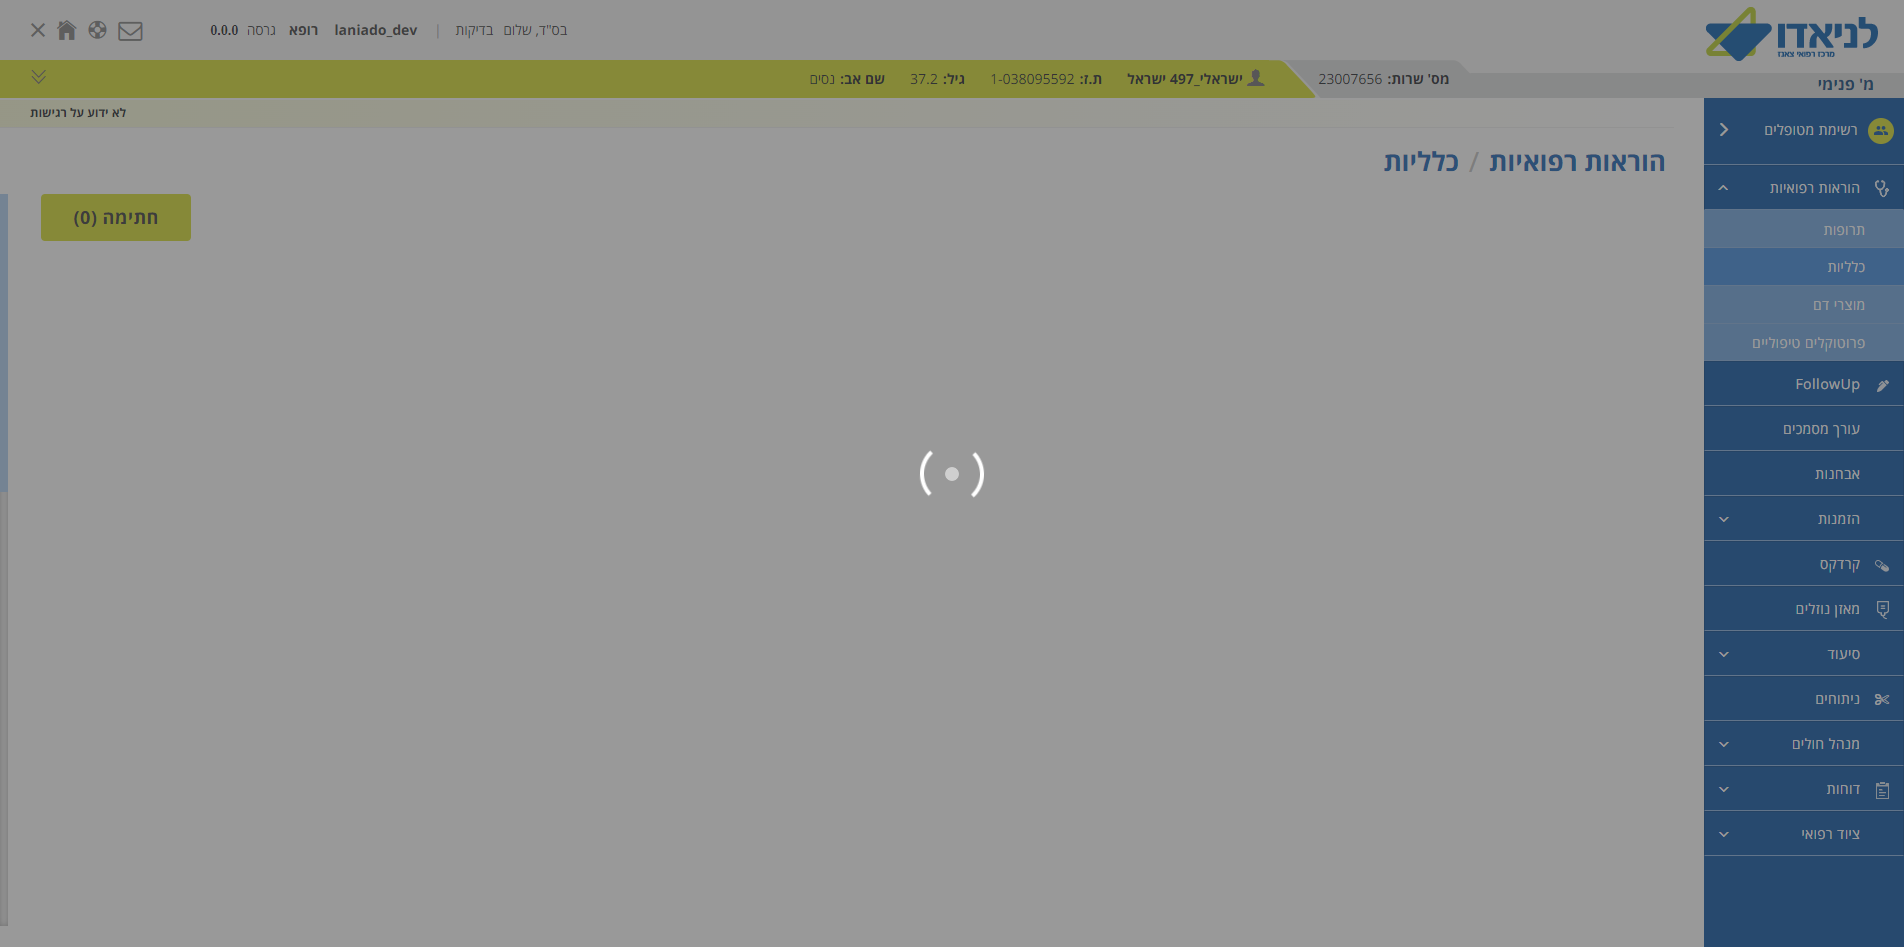 לניאדו
מרכז רפואי צאנז
בס"ד, שלום בדיקות | laniado_dev רופא גרסה 0.0.0
מ' פנימי
מס' שרות: 23007656 ישראלי_497 ישראל ת.ז: 1-038095592 גיל: 37.2 שם אב: נסים
לא ידוע על רגישות
הוראות רפואיות / כלליות
חתימה (0)
רשימת מטופלים
הוראות רפואיות
תרופות
כלליות
מוצרי דם
פרוטוקלים טיפוליים
FollowUp
עורך מסמכים
אבחנות
הזמנות
קרדקס
מאזן נוזלים
סיעוד
ניתוחים
מנהל חולים
דוחות
ציוד רפואי